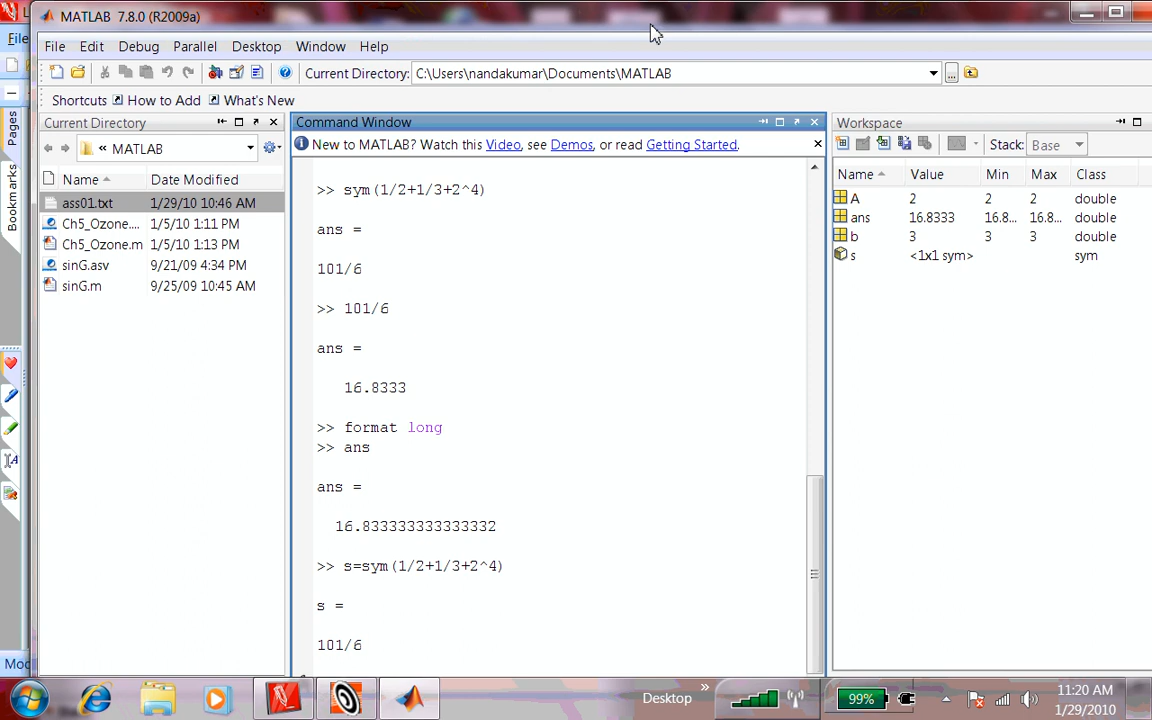 MATLAB 7.8.0 (R2009a)
File Edit Debug Parallel Desktop Window Help
Current Directory: C:\Users\nandakumar\Documents\MATLAB
Shortcuts How to Add What's New
Current Directory
« MATLAB
Name Date Modified
ass01.txt 1/29/10 10:46 AM
Ch5_Ozone.... 1/5/10 1:11 PM
Ch5_Ozone.m 1/5/10 1:13 PM
sinG.asv 9/21/09 4:34 PM
sinG.m 9/25/09 10:45 AM
Command Window
New to MATLAB? Watch this Video, see Demos, or read Getting Started.
>> sym(1/2+1/3+2^4)
ans =
101/6
>> 101/6
ans =
16.8333
>> format long
>> ans
ans =
16.833333333333332
>> s=sym(1/2+1/3+2^4)
s =
101/6
Workspace
Stack: Base
Name Value Min Max Class
A 2 2 2 double
ans 16.8333 16.8... 16.8... double
b 3 3 3 double
s <1x1 sym> sym
File
Pages
Bookmarks
Desktop »
99%
11:20 AM
1/29/2010